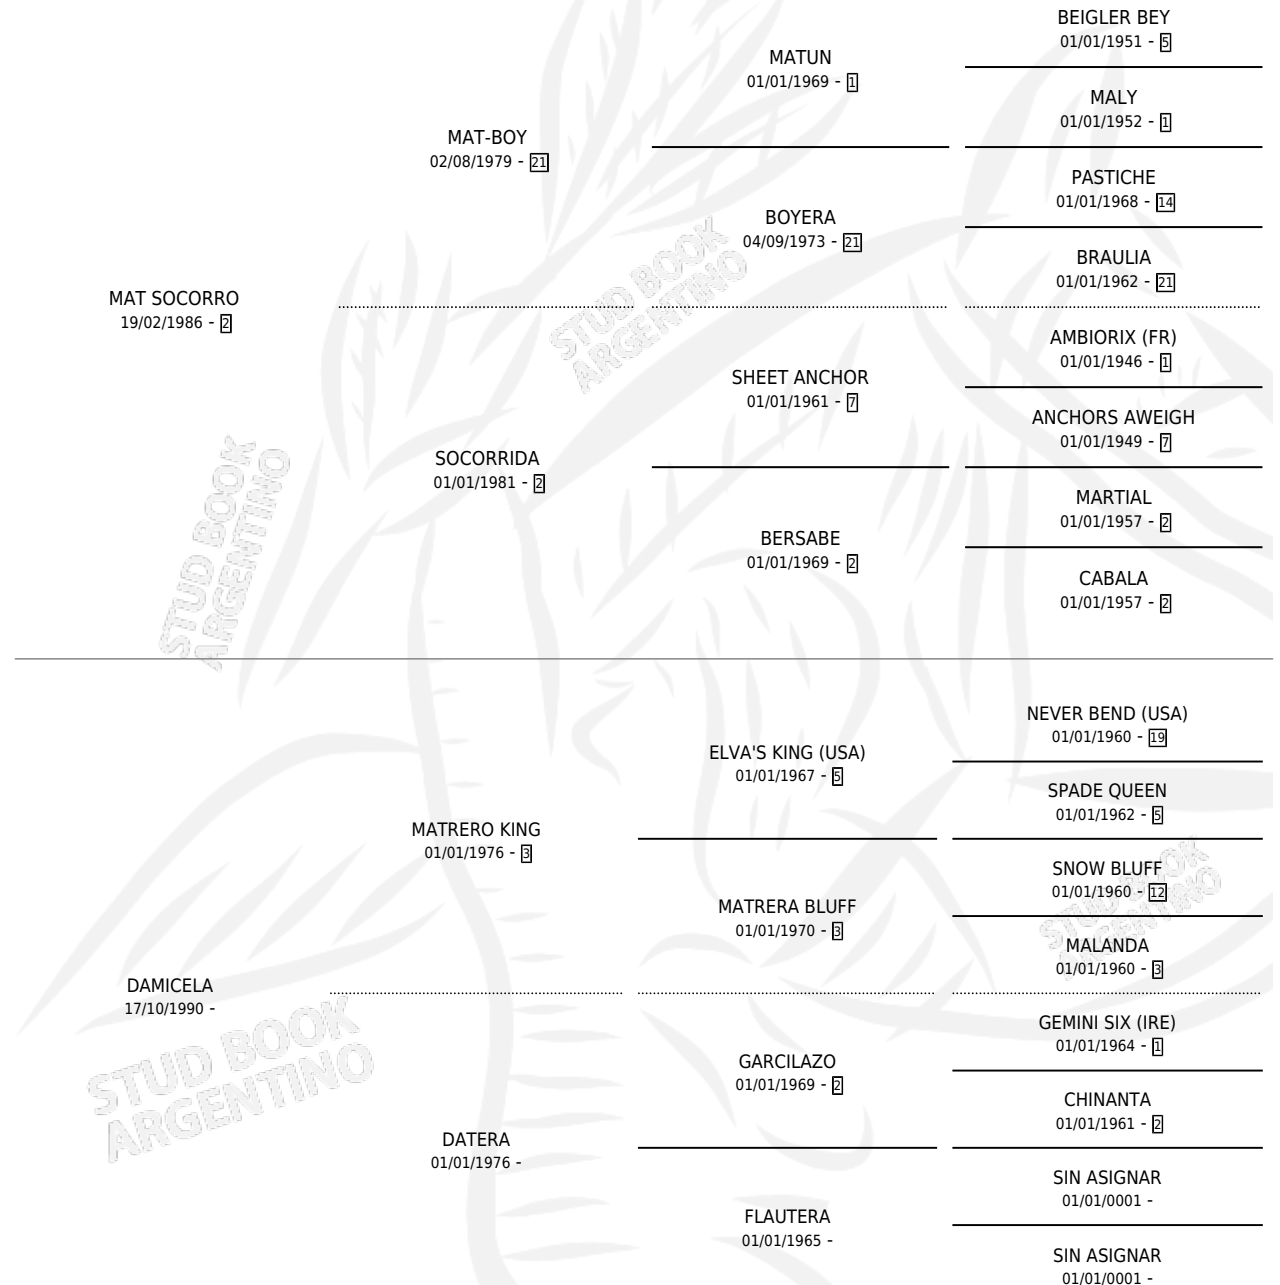 BEIGLER BEY
01/01/1951 - 5
MATUN
01/01/1969 - 1
MALY
01/01/1952 - 1
MAT-BOY
02/08/1979 - 21
PASTICHE
01/01/1968 - 14
BOYERA
04/09/1973 - 21
BRAULIA
01/01/1962 - 21
MAT SOCORRO
19/02/1986 - 2
AMBIORIX (FR)
01/01/1946 - 1
SHEET ANCHOR
01/01/1961 - 7
ANCHORS AWEIGH
01/01/1949 - 7
SOCORRIDA
01/01/1981 - 2
MARTIAL
01/01/1957 - 2
BERSABE
01/01/1969 - 2
CABALA
01/01/1957 - 2
NEVER BEND (USA)
01/01/1960 - 19
ELVA'S KING (USA)
01/01/1967 - 5
SPADE QUEEN
01/01/1962 - 5
MATRERO KING
01/01/1976 - 3
SNOW BLUFF
01/01/1960 - 12
MATRERA BLUFF
01/01/1970 - 3
MALANDA
01/01/1960 - 3
DAMICELA
17/10/1990 -
GEMINI SIX (IRE)
01/01/1964 - 1
GARCILAZO
01/01/1969 - 2
CHINANTA
01/01/1961 - 2
DATERA
01/01/1976 -
SIN ASIGNAR
01/01/0001 -
FLAUTERA
01/01/1965 -
SIN ASIGNAR
01/01/0001 -
STUD BOOK
ARGENTINO
STUD BOOK
ARGENTINO
STUD BOOK
ARGENTINO
STUD BOOK
ARGENTINO